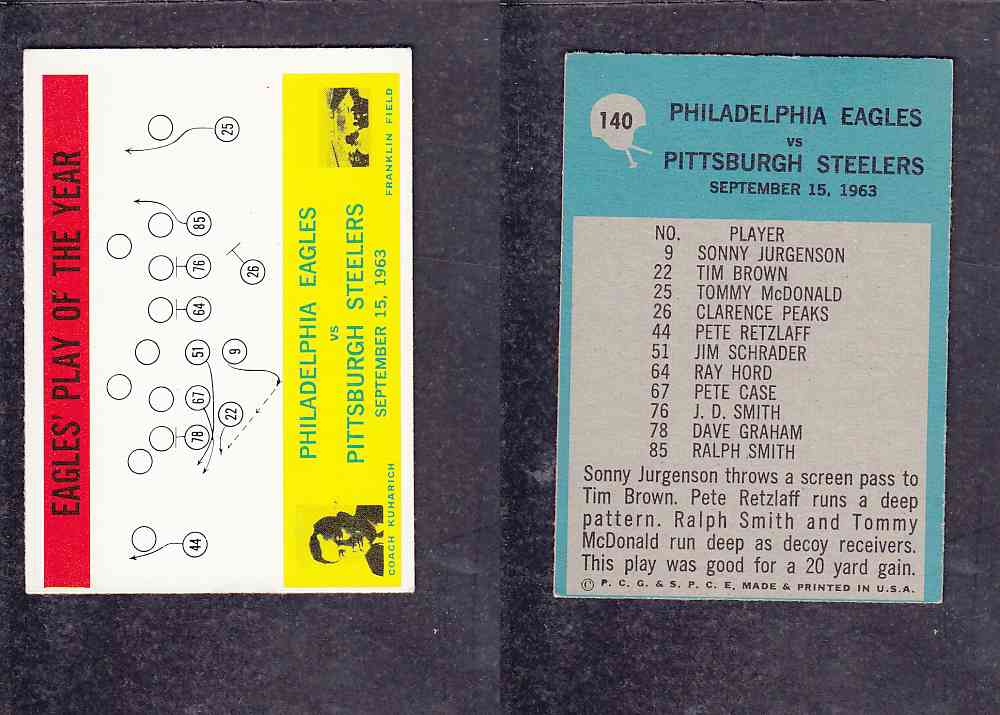 EAGLES' PLAY OF THE YEAR
25
85
76
26
64
51
9
67
22
78
44
FRANKLIN FIELD
PHILADELPHIA EAGLES
vs
PITTSBURGH STEELERS
SEPTEMBER 15, 1963
COACH KUHARICH
140
PHILADELPHIA EAGLES
vs
PITTSBURGH STEELERS
SEPTEMBER 15, 1963
NO. PLAYER
9 SONNY JURGENSON
22 TIM BROWN
25 TOMMY McDONALD
26 CLARENCE PEAKS
44 PETE RETZLAFF
51 JIM SCHRADER
64 RAY HORD
67 PETE CASE
76 J. D. SMITH
78 DAVE GRAHAM
85 RALPH SMITH
Sonny Jurgenson throws a screen pass to
Tim Brown. Pete Retzlaff runs a deep
pattern. Ralph Smith and Tommy
McDonald run deep as decoy receivers.
This play was good for a 20 yard gain.
© P. C. G. & S. P. C. E. MADE & PRINTED IN U.S.A.